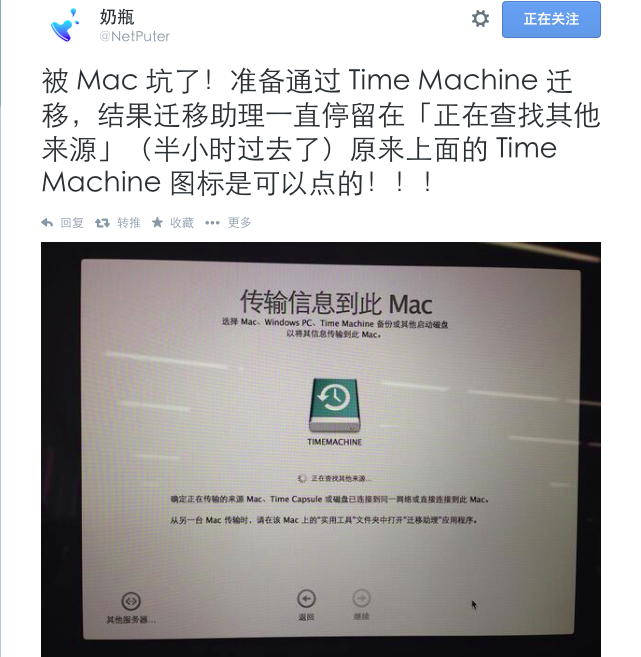 奶瓶
@NetPuter
正在关注
被 Mac 坑了！准备通过 Time Machine 迁
移，结果迁移助理一直停留在「正在查找其他
来源」（半小时过去了）原来上面的 Time
Machine 图标是可以点的！！！
回复 转推 收藏 更多
传输信息到此 Mac
选择 Mac、Windows PC、Time Machine 备份或其他启动磁盘
以将其信息传输到此 Mac。
TIMEMACHINE
正在查找其他来源...
确定正在传输的来源 Mac、Time Capsule 或磁盘已连接到同一网络或直接连接到此 Mac。
从另一台 Mac 传输时，请在该 Mac 上的“实用工具”文件夹中打开“迁移助理”应用程序。
其他服务器...
返回
继续